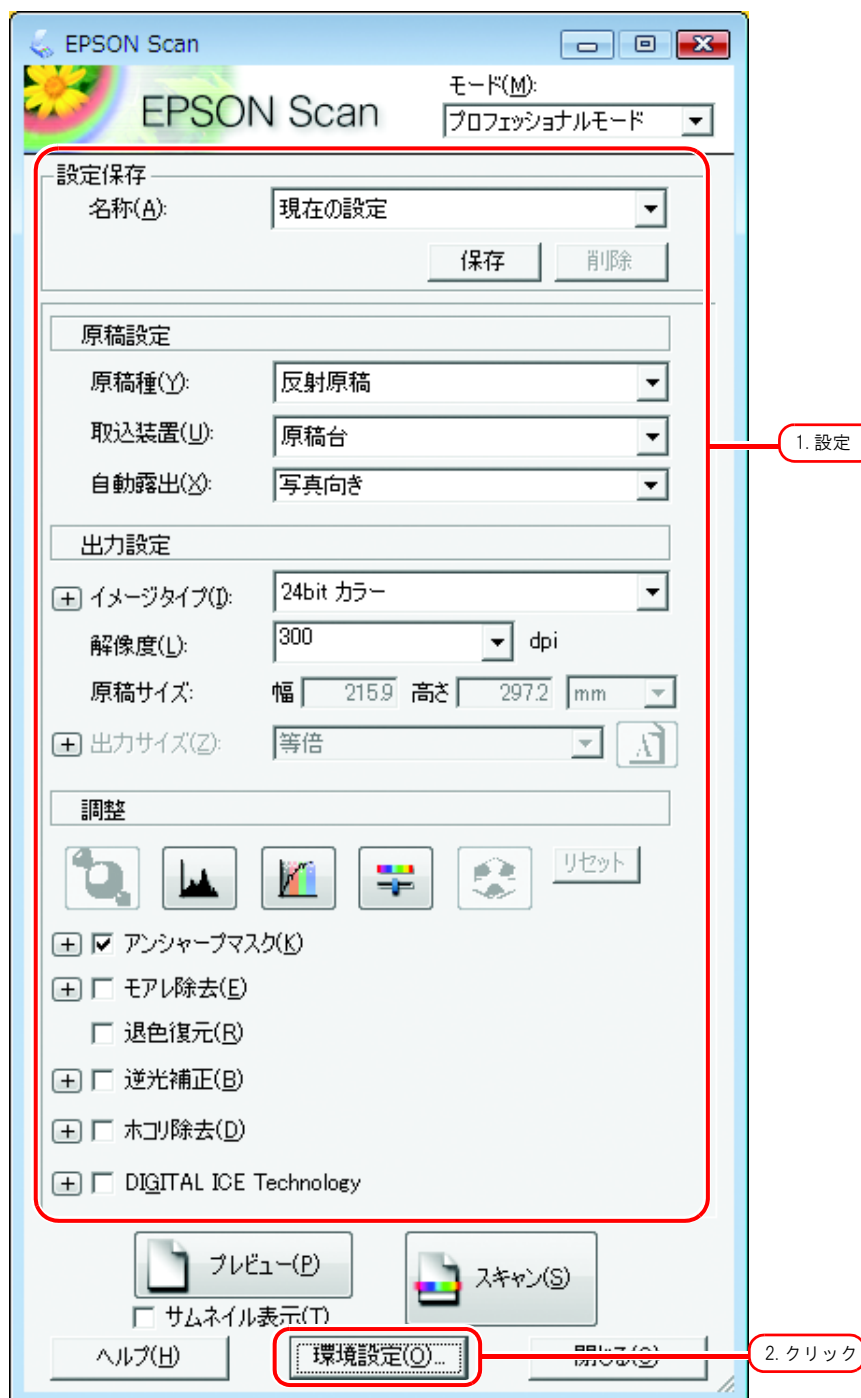 EPSON Scan
EPSON Scan
モード(M):
プロフェッショナルモード
設定保存
名称(A):
現在の設定
保存
削除
原稿設定
原稿種(Y):
反射原稿
取込装置(U):
原稿台
自動露出(X):
写真向き
1. 設定
出力設定
イメージタイプ(I):
24bit カラー
解像度(L):
300
dpi
原稿サイズ:
幅 215.9 高さ 297.2 mm
出力サイズ(Z):
等倍
調整
リセット
アンシャープマスク(K)
モアレ除去(E)
退色復元(R)
逆光補正(B)
ホコリ除去(D)
DIGITAL ICE Technology
プレビュー(P)
スキャン(S)
サムネイル表示(T)
ヘルプ(H)
環境設定(O)...
閉じる(C)
2. クリック